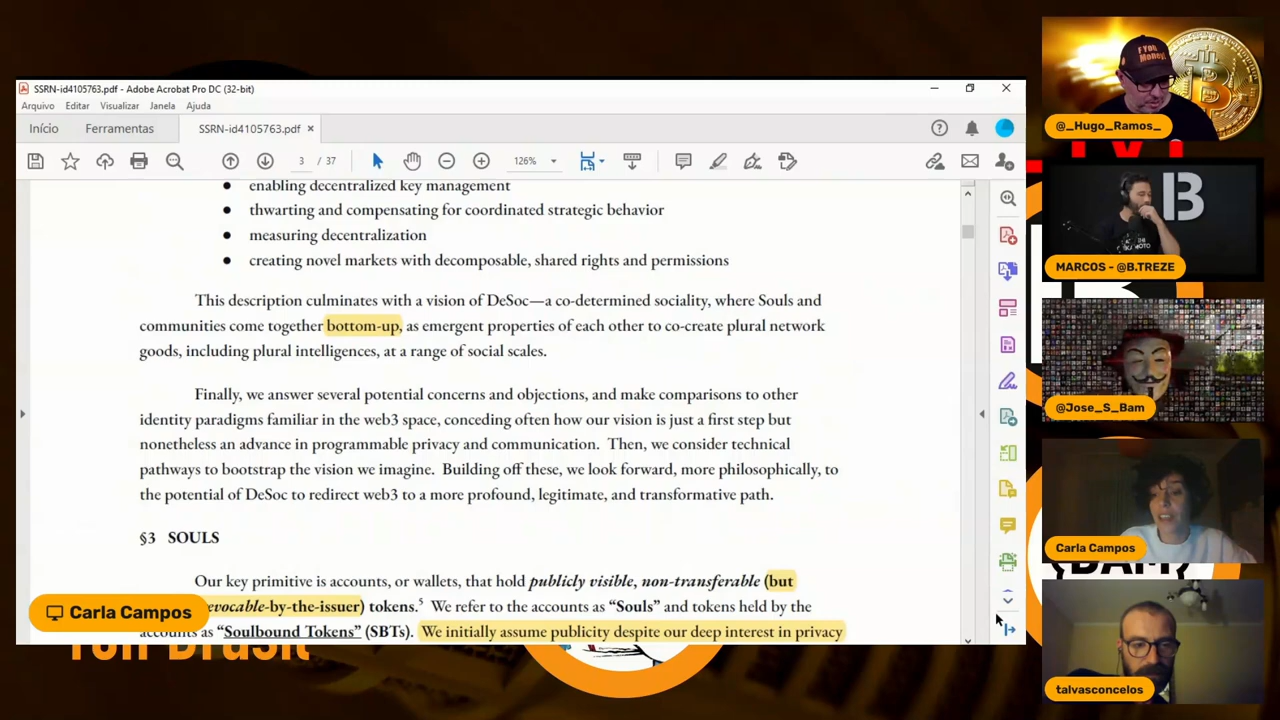 SSRN-id4105763.pdf - Adobe Acrobat Pro DC (32-bit)
Arquivo Editar Visualizar Janela Ajuda
Início Ferramentas SSRN-id4105763.pdf ×
3 / 37 126%
● enabling decentralized key management
● thwarting and compensating for coordinated strategic behavior
● measuring decentralization
● creating novel markets with decomposable, shared rights and permissions
This description culminates with a vision of DeSoc—a co-determined sociality, where Souls and
communities come together bottom-up, as emergent properties of each other to co-create plural network
goods, including plural intelligences, at a range of social scales.
Finally, we answer several potential concerns and objections, and make comparisons to other
identity paradigms familiar in the web3 space, conceding often how our vision is just a first step but
nonetheless an advance in programmable privacy and communication. Then, we consider technical
pathways to bootstrap the vision we imagine. Building off these, we look forward, more philosophically, to
the potential of DeSoc to redirect web3 to a more profound, legitimate, and transformative path.
§3 SOULS
Our key primitive is accounts, or wallets, that hold publicly visible, non-transferable (but
evocable-by-the-issuer) tokens.⁵ We refer to the accounts as “Souls” and tokens held by the
accounts as “Soulbound Tokens” (SBTs). We initially assume publicity despite our deep interest in privacy
Carla Campos
F YOU
Money!
@_Hugo_Ramos_
B
MARCOS - @B.TREZE
@Jose_S_Bam
Carla Campos
talvasconcelos